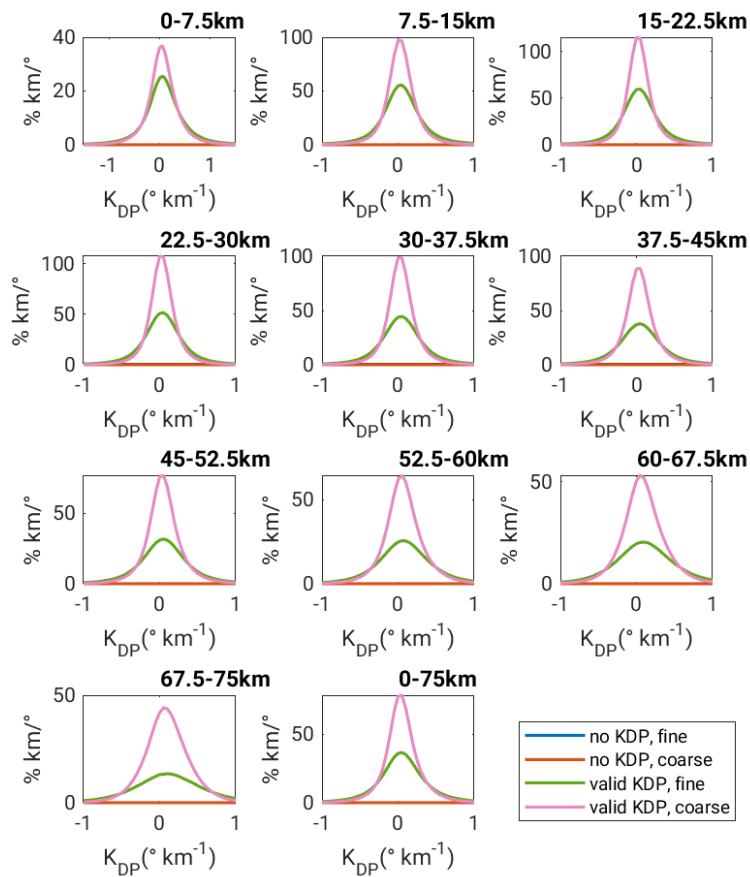 0-7.5km
7.5-15km
15-22.5km
40
20
0
% km/°
-1 0 1
K_DP(° km^-1)
100
50
0
% km/°
-1 0 1
K_DP(° km^-1)
100
50
0
% km/°
-1 0 1
K_DP(° km^-1)
22.5-30km
30-37.5km
37.5-45km
100
50
0
% km/°
-1 0 1
K_DP(° km^-1)
100
50
0
% km/°
-1 0 1
K_DP(° km^-1)
100
50
0
% km/°
-1 0 1
K_DP(° km^-1)
45-52.5km
52.5-60km
60-67.5km
50
0
% km/°
-1 0 1
K_DP(° km^-1)
50
0
% km/°
-1 0 1
K_DP(° km^-1)
50
0
% km/°
-1 0 1
K_DP(° km^-1)
67.5-75km
0-75km
50
0
% km/°
-1 0 1
K_DP(° km^-1)
50
0
% km/°
-1 0 1
K_DP(° km^-1)
no KDP, fine
no KDP, coarse
valid KDP, fine
valid KDP, coarse